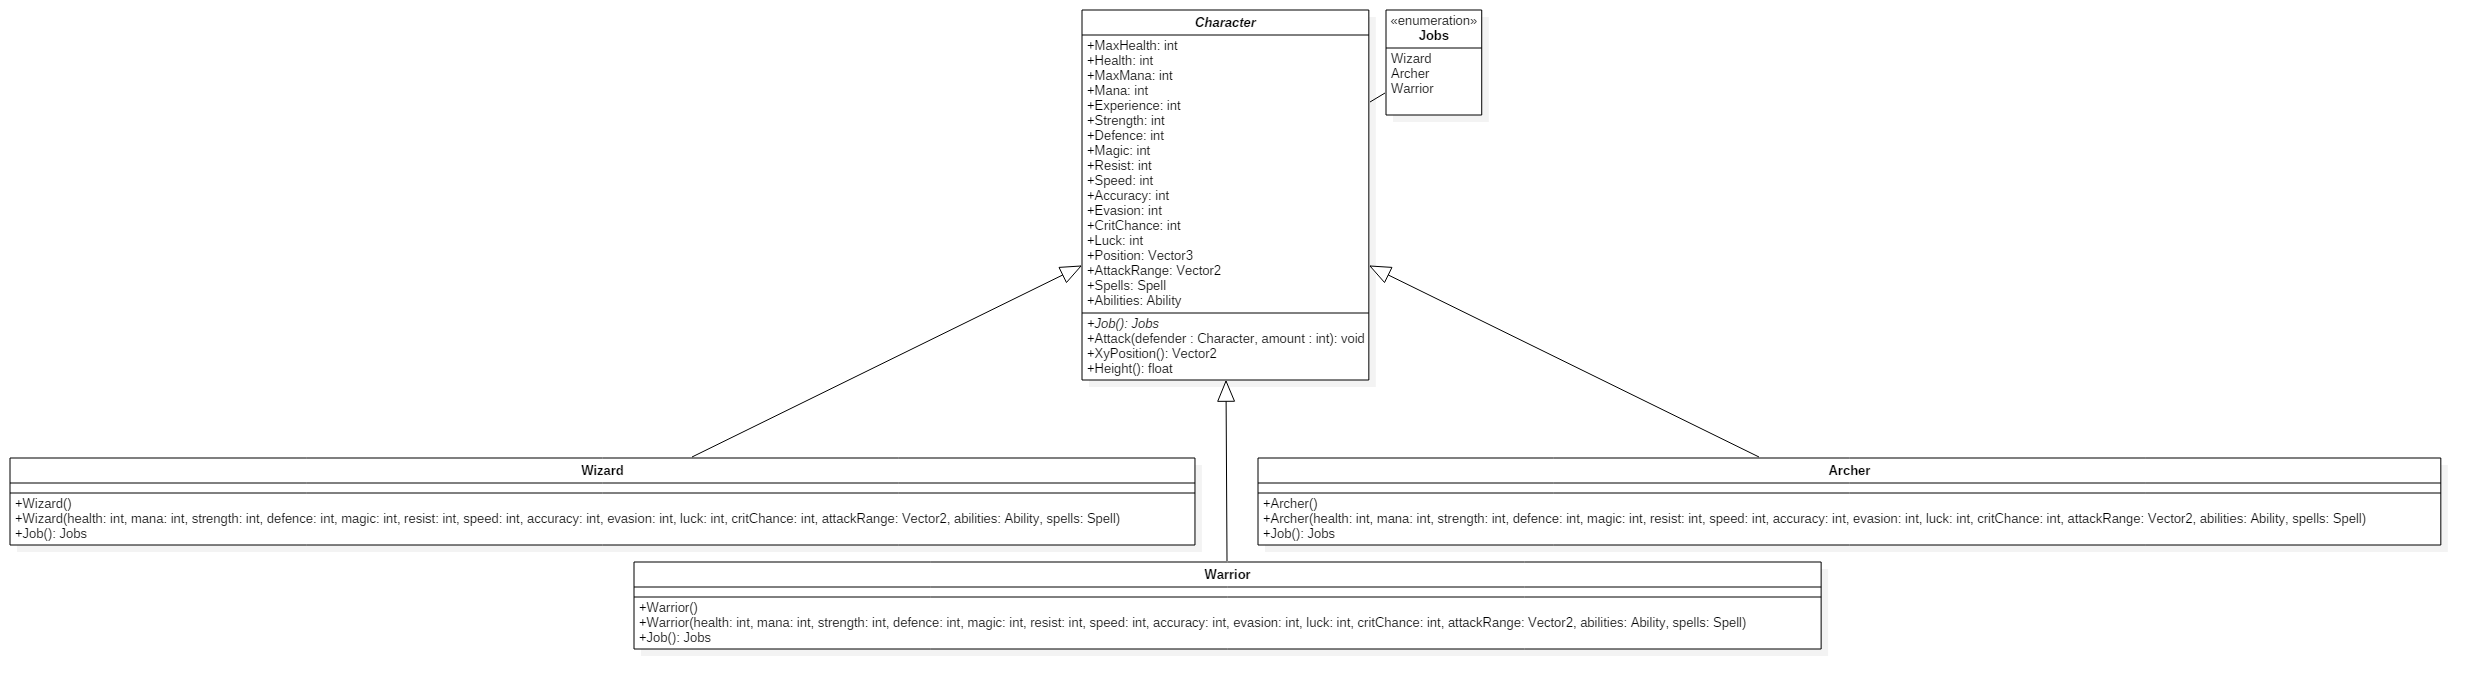 Character
+MaxHealth: int
+Health: int
+MaxMana: int
+Mana: int
+Experience: int
+Strength: int
+Defence: int
+Magic: int
+Resist: int
+Speed: int
+Accuracy: int
+Evasion: int
+CritChance: int
+Luck: int
+Position: Vector3
+AttackRange: Vector2
+Spells: Spell
+Abilities: Ability
+Job(): Jobs
+Attack(defender : Character, amount : int): void
+XyPosition(): Vector2
+Height(): float
«enumeration»
Jobs
Wizard
Archer
Warrior
Wizard
+Wizard()
+Wizard(health: int, mana: int, strength: int, defence: int, magic: int, resist: int, speed: int, accuracy: int, evasion: int, luck: int, critChance: int, attackRange: Vector2, abilities: Ability, spells: Spell)
+Job(): Jobs
Archer
+Archer()
+Archer(health: int, mana: int, strength: int, defence: int, magic: int, resist: int, speed: int, accuracy: int, evasion: int, luck: int, critChance: int, attackRange: Vector2, abilities: Ability, spells: Spell)
+Job(): Jobs
Warrior
+Warrior()
+Warrior(health: int, mana: int, strength: int, defence: int, magic: int, resist: int, speed: int, accuracy: int, evasion: int, luck: int, critChance: int, attackRange: Vector2, abilities: Ability, spells: Spell)
+Job(): Jobs